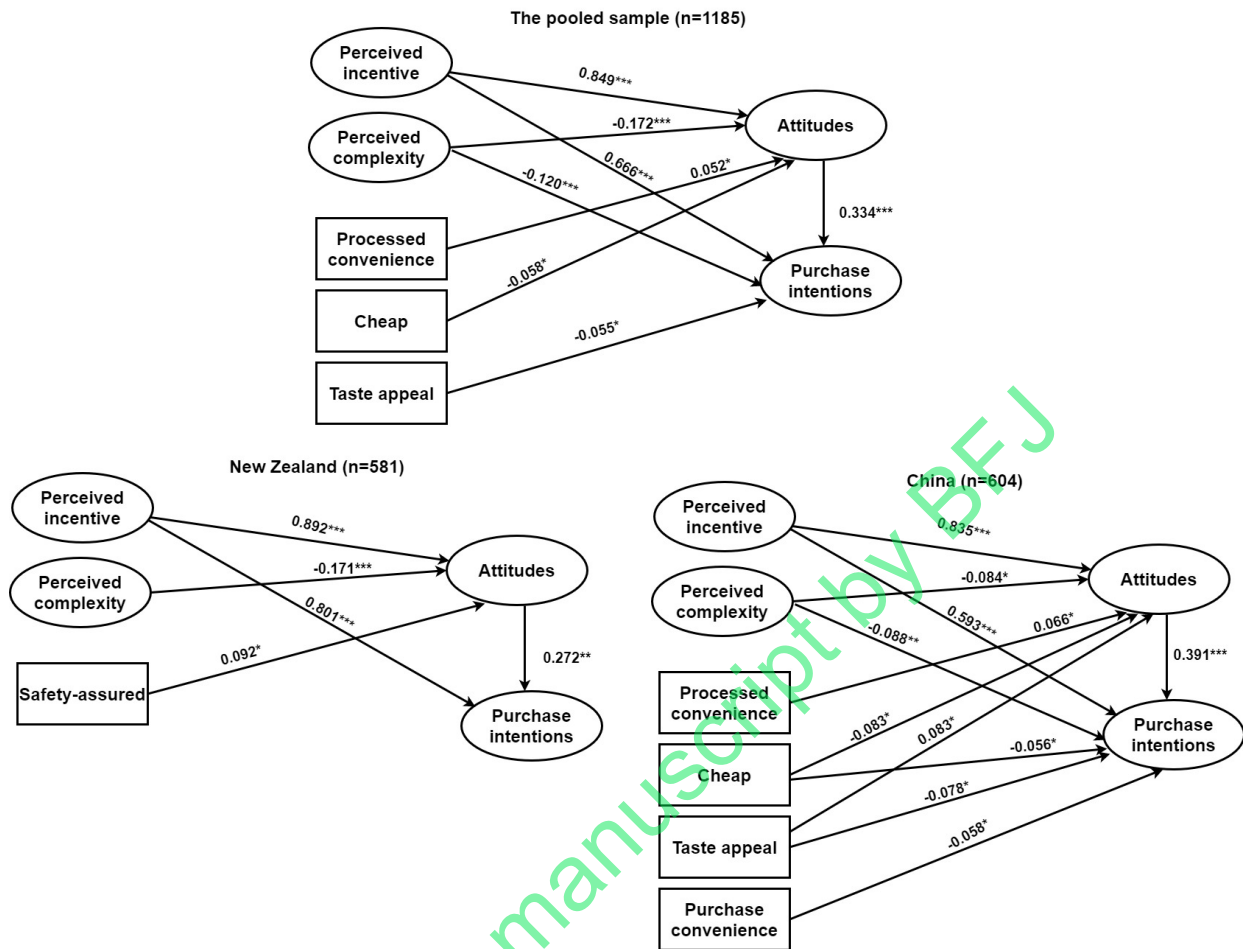 The pooled sample (n=1185)
Perceived
incentive
0.849***
Perceived
complexity
-0.172***
Attitudes
0.666***
-0.120***
0.052*
Processed
convenience
0.334***
-0.058*
Cheap
Purchase
intentions
-0.055*
Taste appeal
New Zealand (n=581)
Perceived
incentive
0.892***
Perceived
complexity
-0.171***
Attitudes
0.801***
0.092*
Safety-assured
0.272**
Purchase
intentions
China (n=604)
Perceived
incentive
0.835***
Perceived
complexity
-0.084*
Attitudes
0.593***
-0.088**
0.066*
0.391***
Processed
convenience
-0.083*
0.083*
Purchase
intentions
Cheap
-0.056*
-0.078*
Taste appeal
-0.058*
Purchase
convenience
manuscript by BFJ